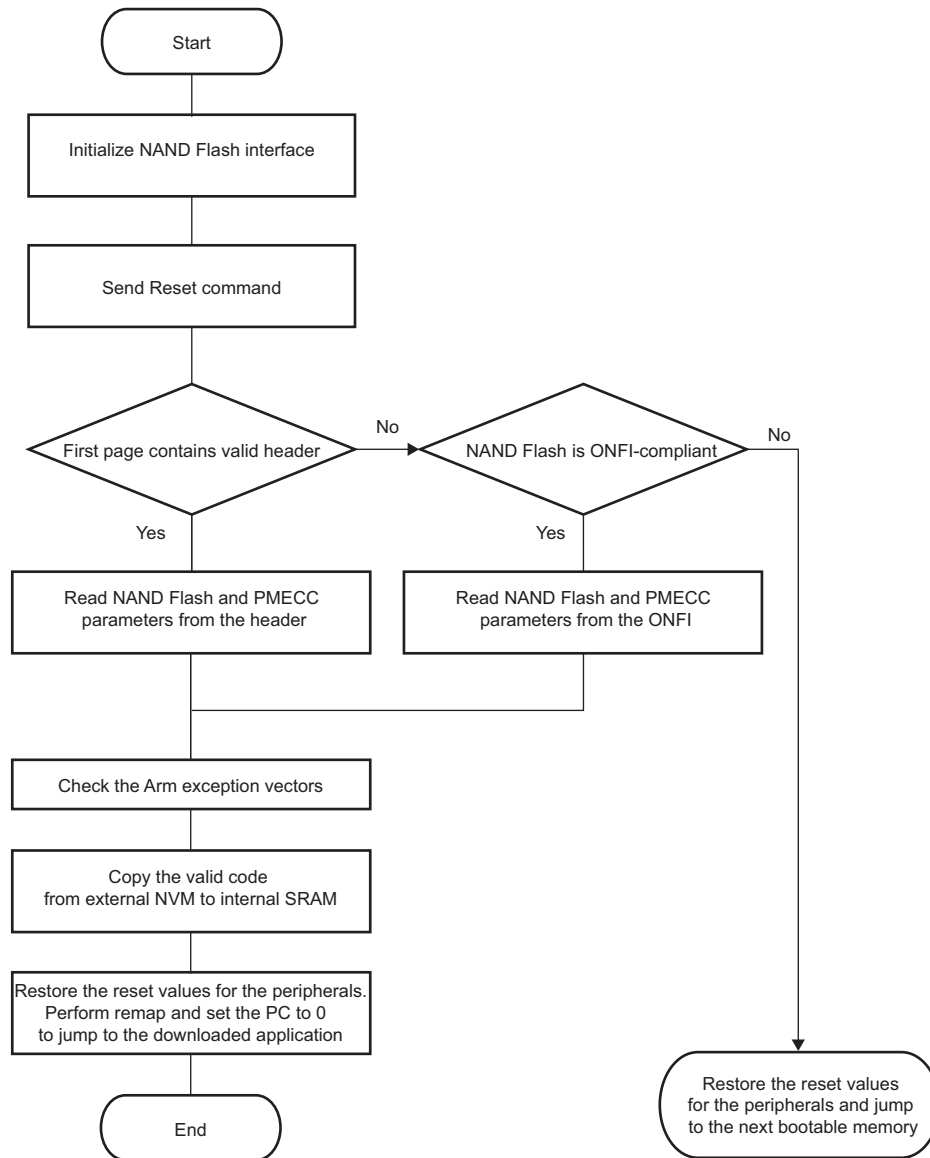 Start
Initialize NAND Flash interface
Send Reset command
First page contains valid header
No
NAND Flash is ONFI-compliant
No
Yes
Yes
Read NAND Flash and PMECC
parameters from the header
Read NAND Flash and PMECC
parameters from the ONFI
Check the Arm exception vectors
Copy the valid code
from external NVM to internal SRAM
Restore the reset values for the peripherals.
Perform remap and set the PC to 0
to jump to the downloaded application
End
Restore the reset values
for the peripherals and jump
to the next bootable memory